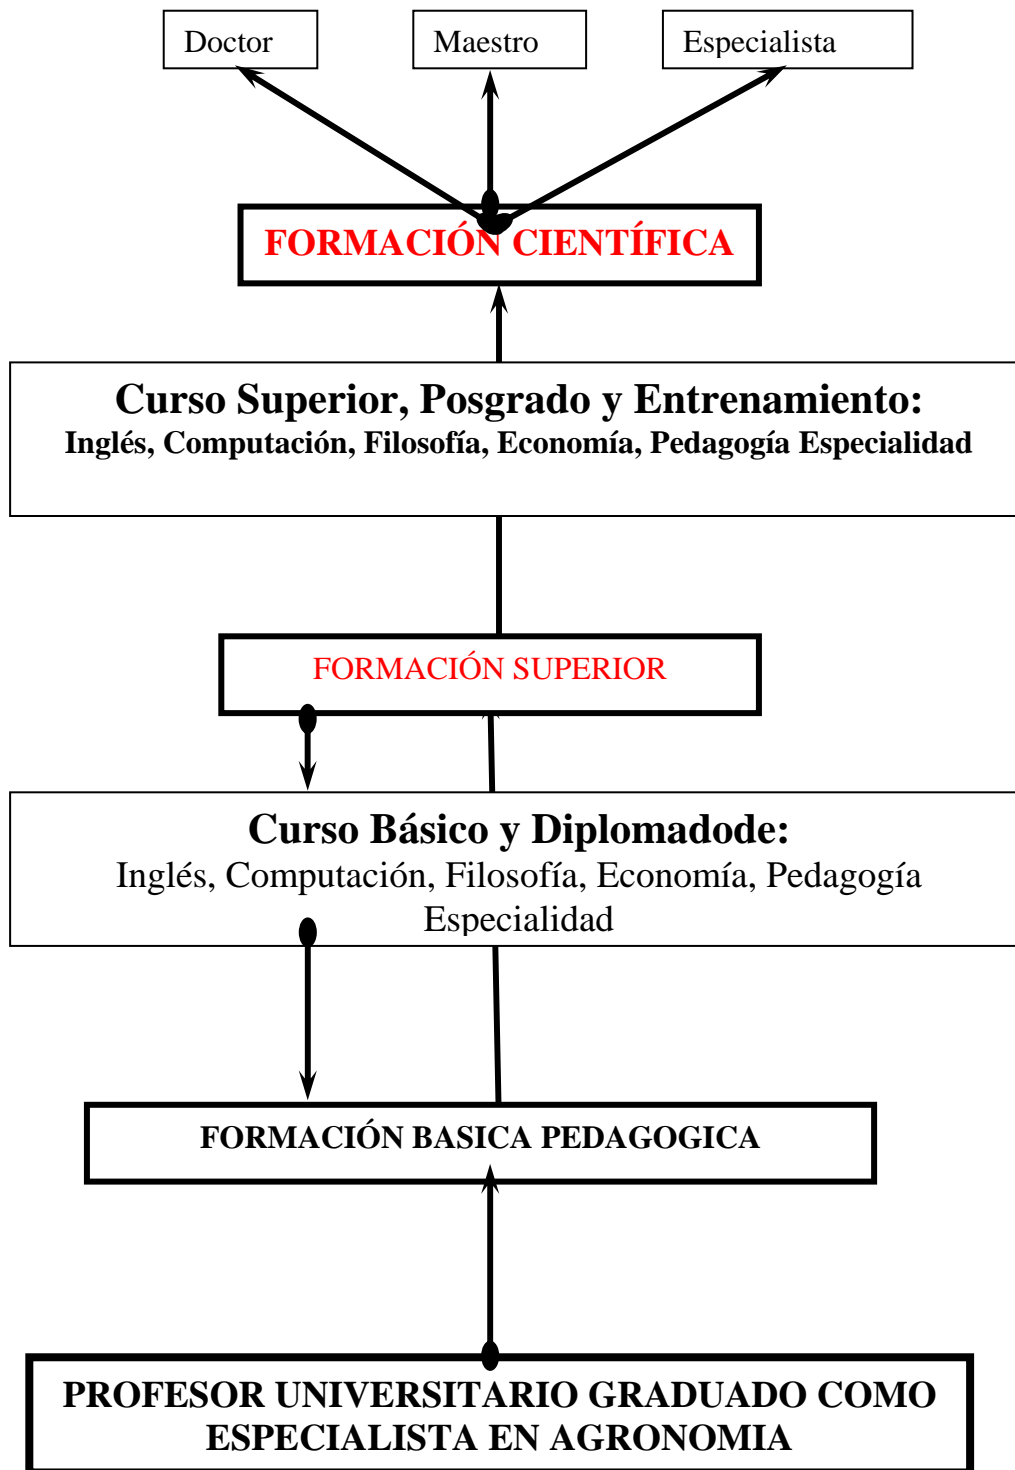 Doctor
Maestro
Especialista
FORMACIÓN CIENTÍFICA
Curso Superior, Posgrado y Entrenamiento:
Inglés, Computación, Filosofía, Economía, Pedagogía Especialidad
FORMACIÓN SUPERIOR
Curso Básico y Diplomadode:
Inglés, Computación, Filosofía, Economía, Pedagogía
Especialidad
FORMACIÓN BASICA PEDAGOGICA
PROFESOR UNIVERSITARIO GRADUADO COMO
ESPECIALISTA EN AGRONOMIA